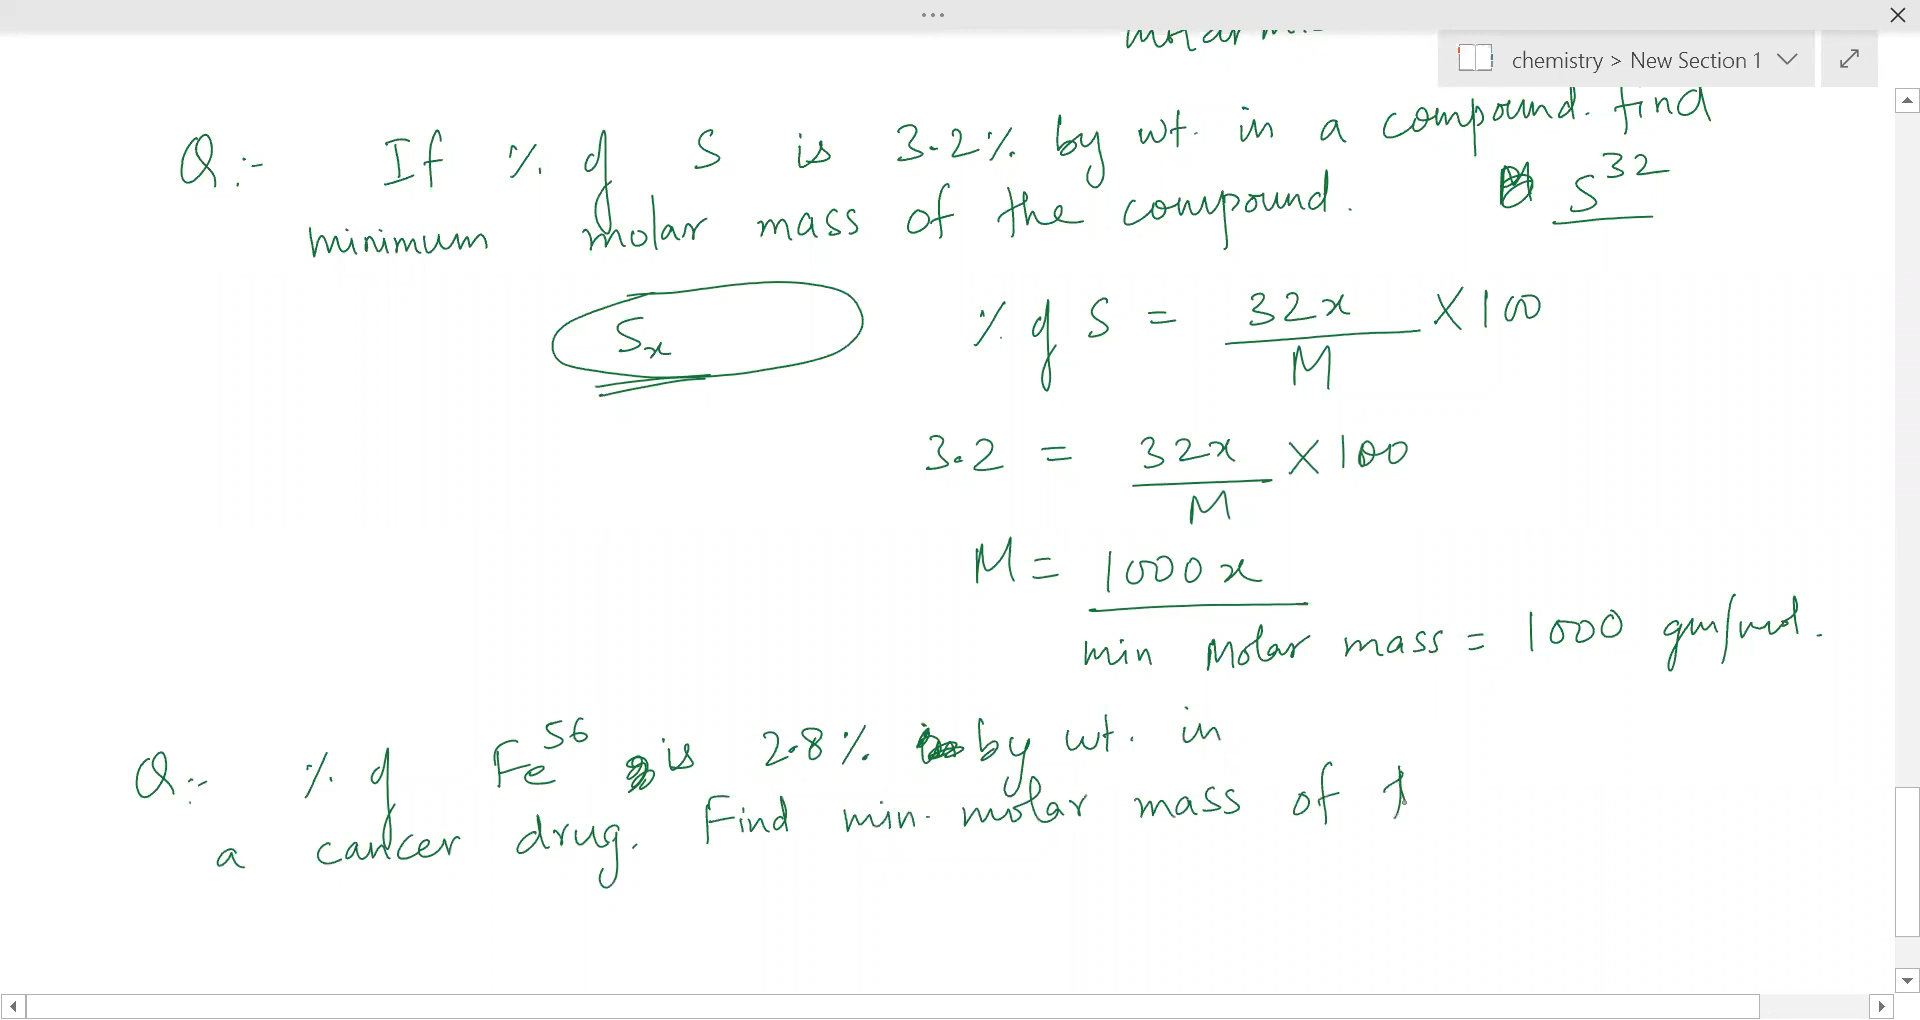 chemistry > New Section 1
Q:- If % of S is 3.2% by wt. in a compound. find
minimum molar mass of the compound. S³²
Sx % of S = 32x/M × 100
3.2 = 32x/M × 100
M = 1000x
min Molar mass = 1000 gm/mol.
Q:- % of Fe⁵⁶ is 2.8% by wt. in
a cancer drug. Find min. molar mass of t